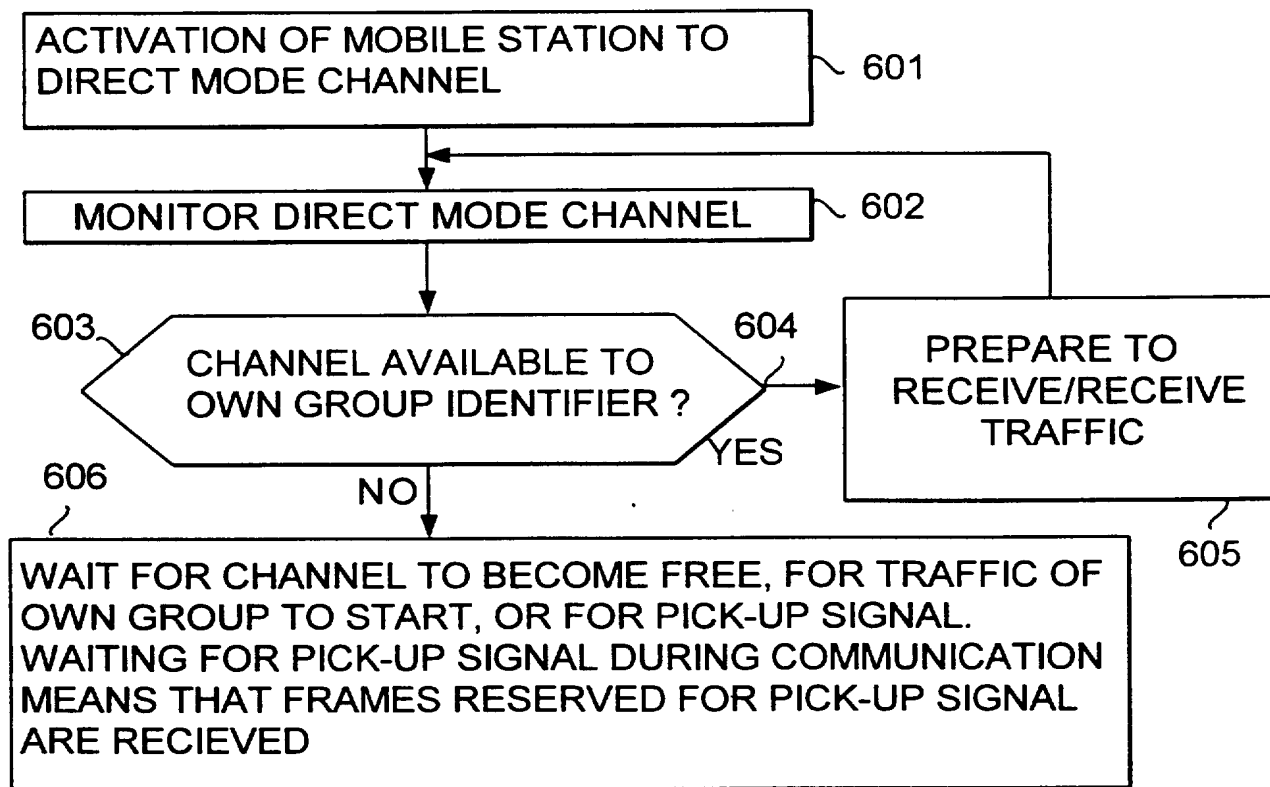 ACTIVATION OF MOBILE STATION TO
DIRECT MODE CHANNEL
601
MONITOR DIRECT MODE CHANNEL
602
603
CHANNEL AVAILABLE TO
OWN GROUP IDENTIFIER ?
604
YES
NO
PREPARE TO
RECEIVE/RECEIVE
TRAFFIC
605
606
WAIT FOR CHANNEL TO BECOME FREE, FOR TRAFFIC OF
OWN GROUP TO START, OR FOR PICK-UP SIGNAL.
WAITING FOR PICK-UP SIGNAL DURING COMMUNICATION
MEANS THAT FRAMES RESERVED FOR PICK-UP SIGNAL
ARE RECIEVED